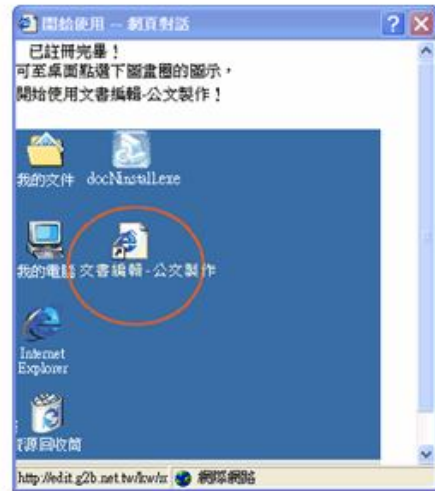 開始使用 -- 網頁對話
已註冊完畢！
可至桌面點選下圖畫圈的圖示，
開始使用文書編輯-公文製作！
我的文件 docNinstall.exe
我的電腦 文書編輯-公文製作
Internet
Explorer
資源回收筒
http://edit.g2b.net.tw/kw/ 網際網路